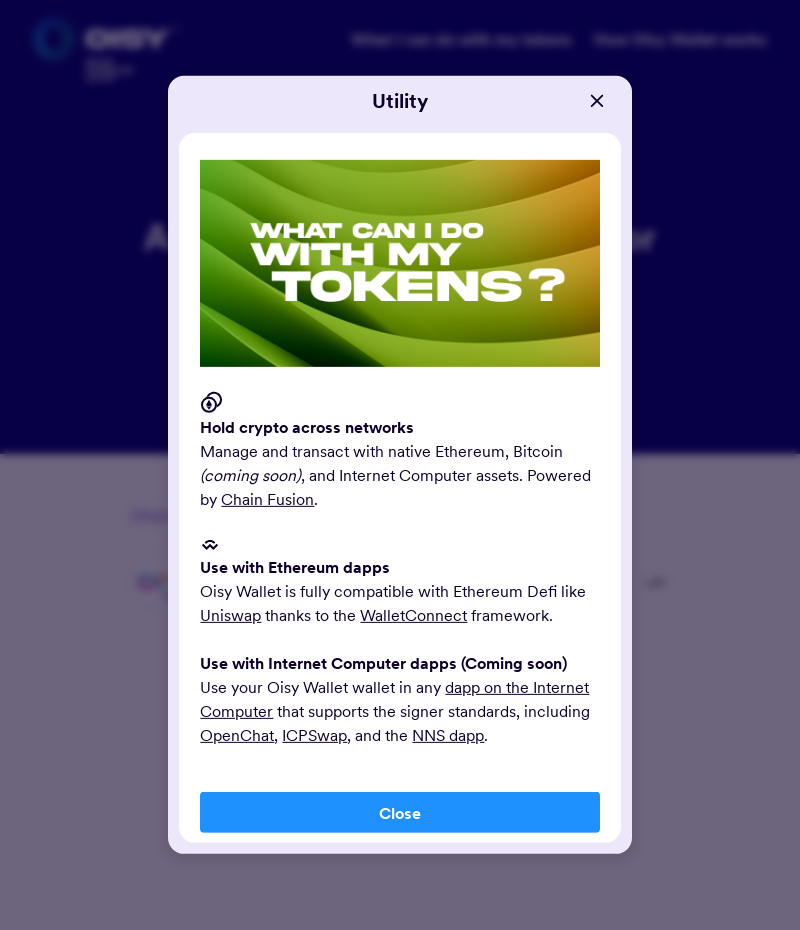 OISY
What I can do with my tokens How Oisy Wallet works
Utility
WHAT CAN I DO
WITH MY
TOKENS?
Hold crypto across networks
Manage and transact with native Ethereum, Bitcoin
(coming soon), and Internet Computer assets. Powered
by Chain Fusion.
Use with Ethereum dapps
Oisy Wallet is fully compatible with Ethereum Defi like
Uniswap thanks to the WalletConnect framework.
Use with Internet Computer dapps (Coming soon)
Use your Oisy Wallet wallet in any dapp on the Internet
Computer that supports the signer standards, including
OpenChat, ICPSwap, and the NNS dapp.
Close